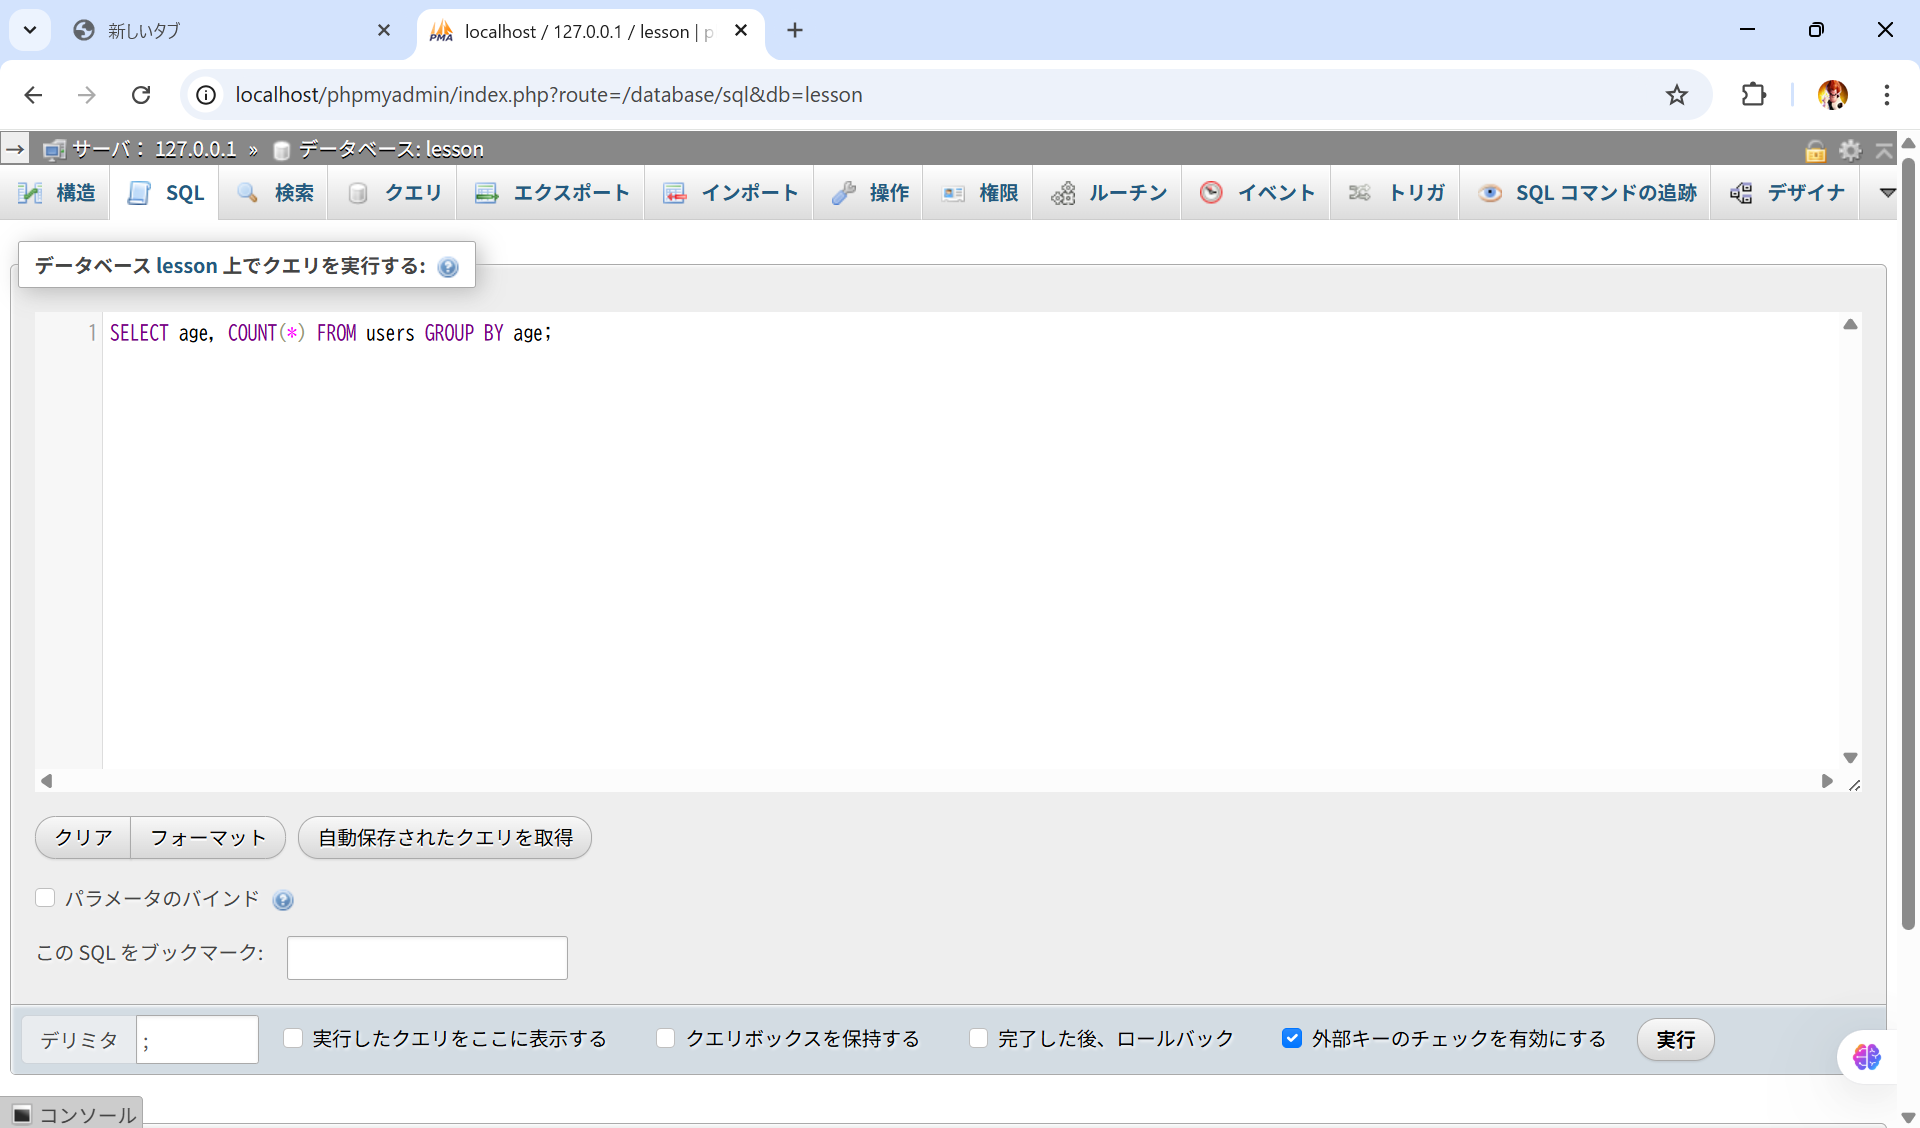 新しいタブ
localhost / 127.0.0.1 / lesson | p
localhost/phpmyadmin/index.php?route=/database/sql&db=lesson
サーバ： 127.0.0.1 » データベース: lesson
構造 SQL 検索 クエリ エクスポート インポート 操作 権限 ルーチン イベント トリガ SQL コマンドの追跡 デザイナ
データベース lesson 上でクエリを実行する:
1 SELECT age, COUNT(*) FROM users GROUP BY age;
クリア フォーマット 自動保存されたクエリを取得
パラメータのバインド
この SQL をブックマーク:
デリミタ ; 実行したクエリをここに表示する クエリボックスを保持する 完了した後、ロールバック 外部キーのチェックを有効にする 実行
コンソール